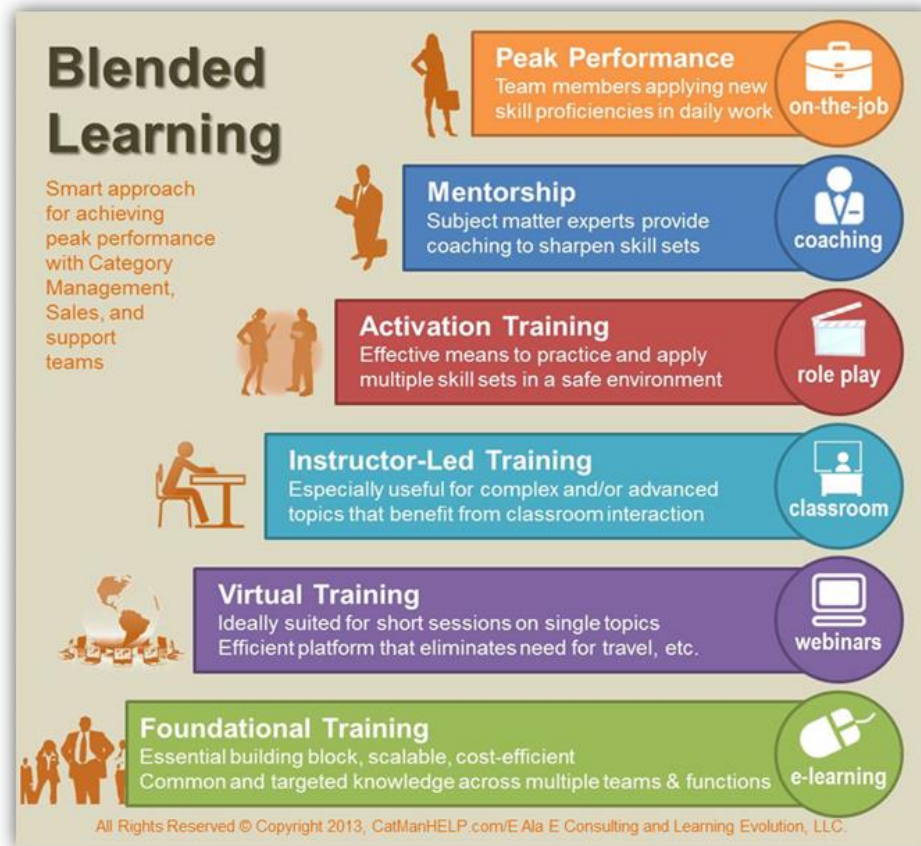 Blended
Learning
Smart approach
for achieving
peak performance
with Category
Management,
Sales, and
support
teams
Peak Performance
Team members applying new
skill proficiencies in daily work
on-the-job
Mentorship
Subject matter experts provide
coaching to sharpen skill sets
coaching
Activation Training
Effective means to practice and apply
multiple skill sets in a safe environment
role play
Instructor-Led Training
Especially useful for complex and/or advanced
topics that benefit from classroom interaction
classroom
Virtual Training
Ideally suited for short sessions on single topics
Efficient platform that eliminates need for travel, etc.
webinars
Foundational Training
Essential building block, scalable, cost-efficient
Common and targeted knowledge across multiple teams & functions
e-learning
All Rights Reserved © Copyright 2013, CatManHELP.com/E Ala E Consulting and Learning Evolution, LLC.